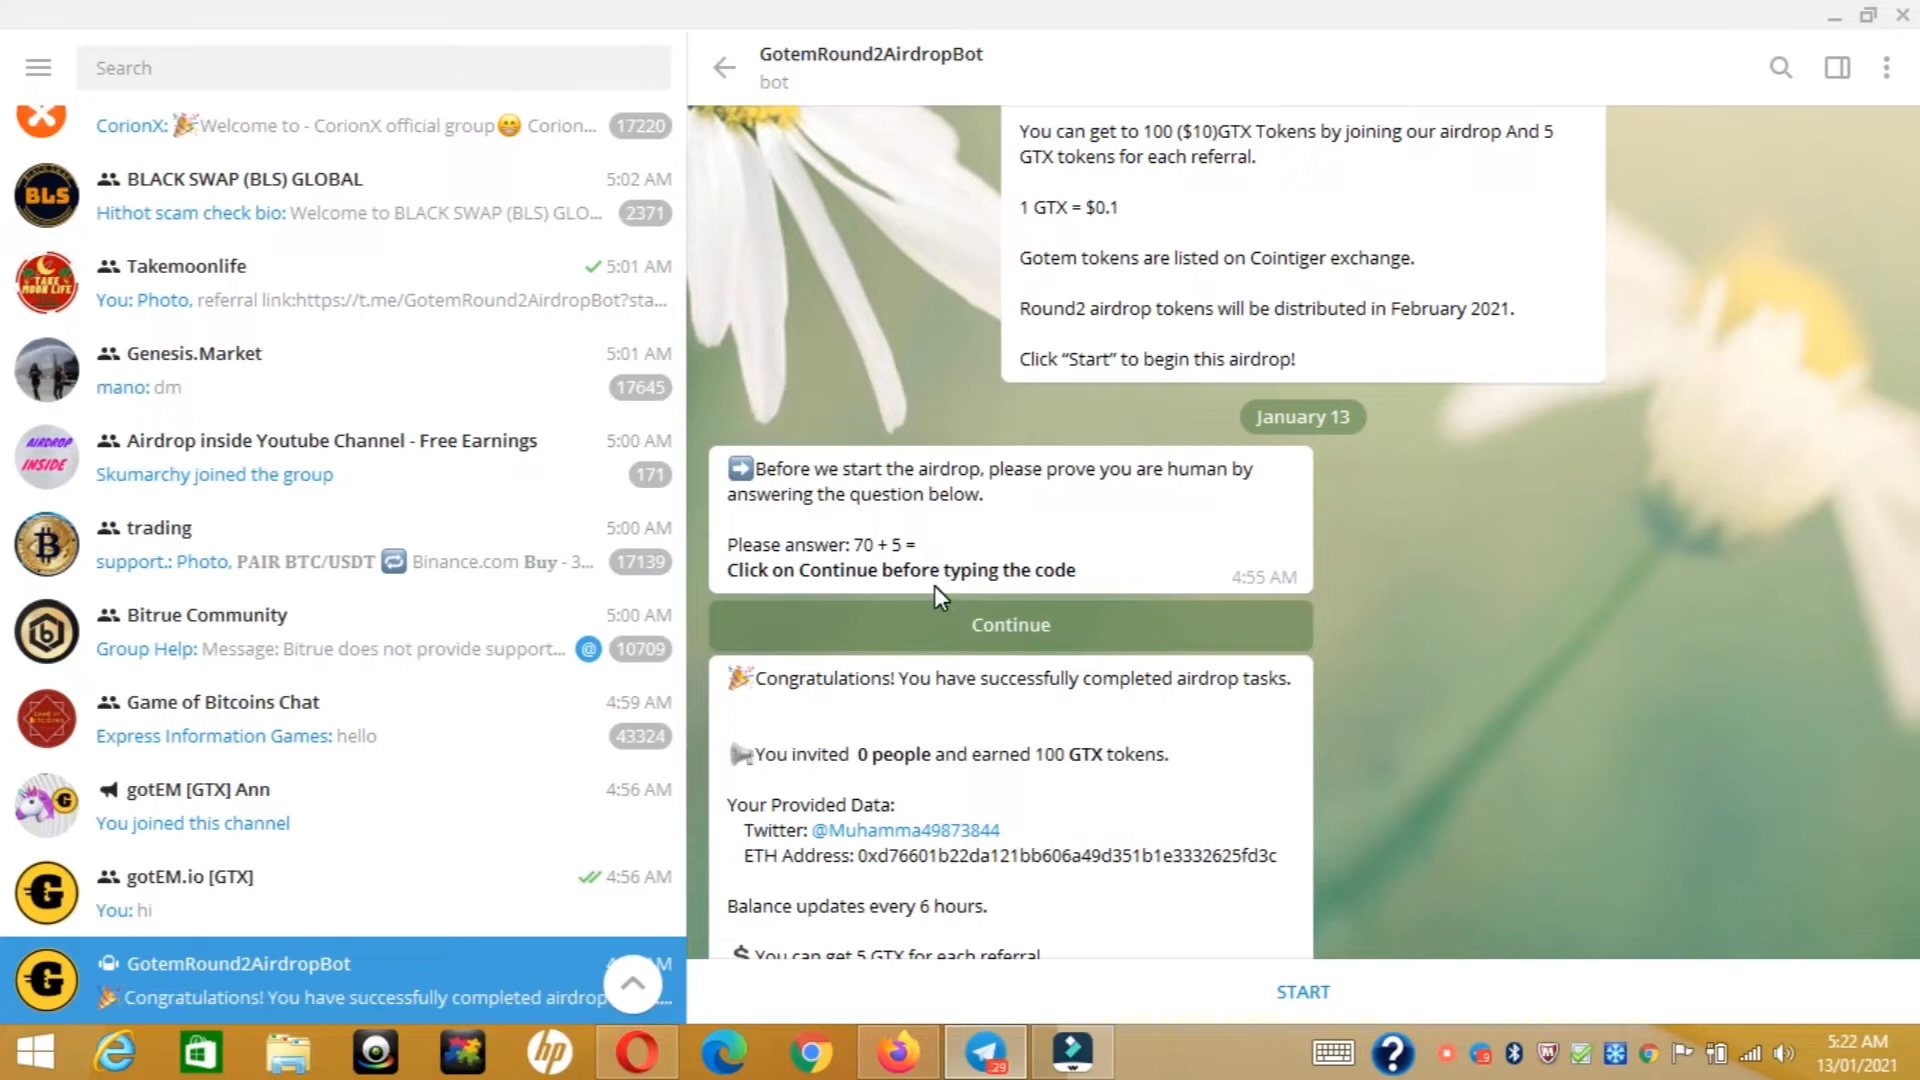 Search
CorionX: 🎉Welcome to - CorionX official group😁 Corion... 17220
BLS
BLACK SWAP (BLS) GLOBAL 5:02 AM
Hithot scam check bio: Welcome to BLACK SWAP (BLS) GLO... 2371
TAKE MOON LIFE
Takemoonlife 5:01 AM
You: Photo, referral link:https://t.me/GotemRound2AirdropBot?sta...
Genesis.Market 5:01 AM
mano: dm 17645
AIRDROP INSIDE
Airdrop inside Youtube Channel - Free Earnings 5:00 AM
Skumarchy joined the group 171
trading 5:00 AM
support.: Photo, PAIR BTC/USDT 🔁 Binance.com Buy - 3... 17139
Bitrue Community 5:00 AM
Group Help: Message: Bitrue does not provide support... @ 10709
Game of Bitcoins Chat 4:59 AM
Express Information Games: hello 43324
gotEM [GTX] Ann 4:56 AM
You joined this channel
gotEM.io [GTX] 4:56 AM
You: hi
GotemRound2AirdropBot
🎉Congratulations! You have successfully completed airdrop ...
GotemRound2AirdropBot
bot
You can get to 100 ($10)GTX Tokens by joining our airdrop And 5
GTX tokens for each referral.
1 GTX = $0.1
Gotem tokens are listed on Cointiger exchange.
Round2 airdrop tokens will be distributed in February 2021.
Click “Start” to begin this airdrop!
January 13
➡Before we start the airdrop, please prove you are human by
answering the question below.
Please answer: 70 + 5 =
Click on Continue before typing the code
4:55 AM
Continue
🎉Congratulations! You have successfully completed airdrop tasks.
📢You invited 0 people and earned 100 GTX tokens.
Your Provided Data:
Twitter: @Muhamma49873844
ETH Address: 0xd76601b22da121bb606a49d351b1e3332625fd3c
Balance updates every 6 hours.
💲You can get 5 GTX for each referral
START
hp
29
5:22 AM
13/01/2021